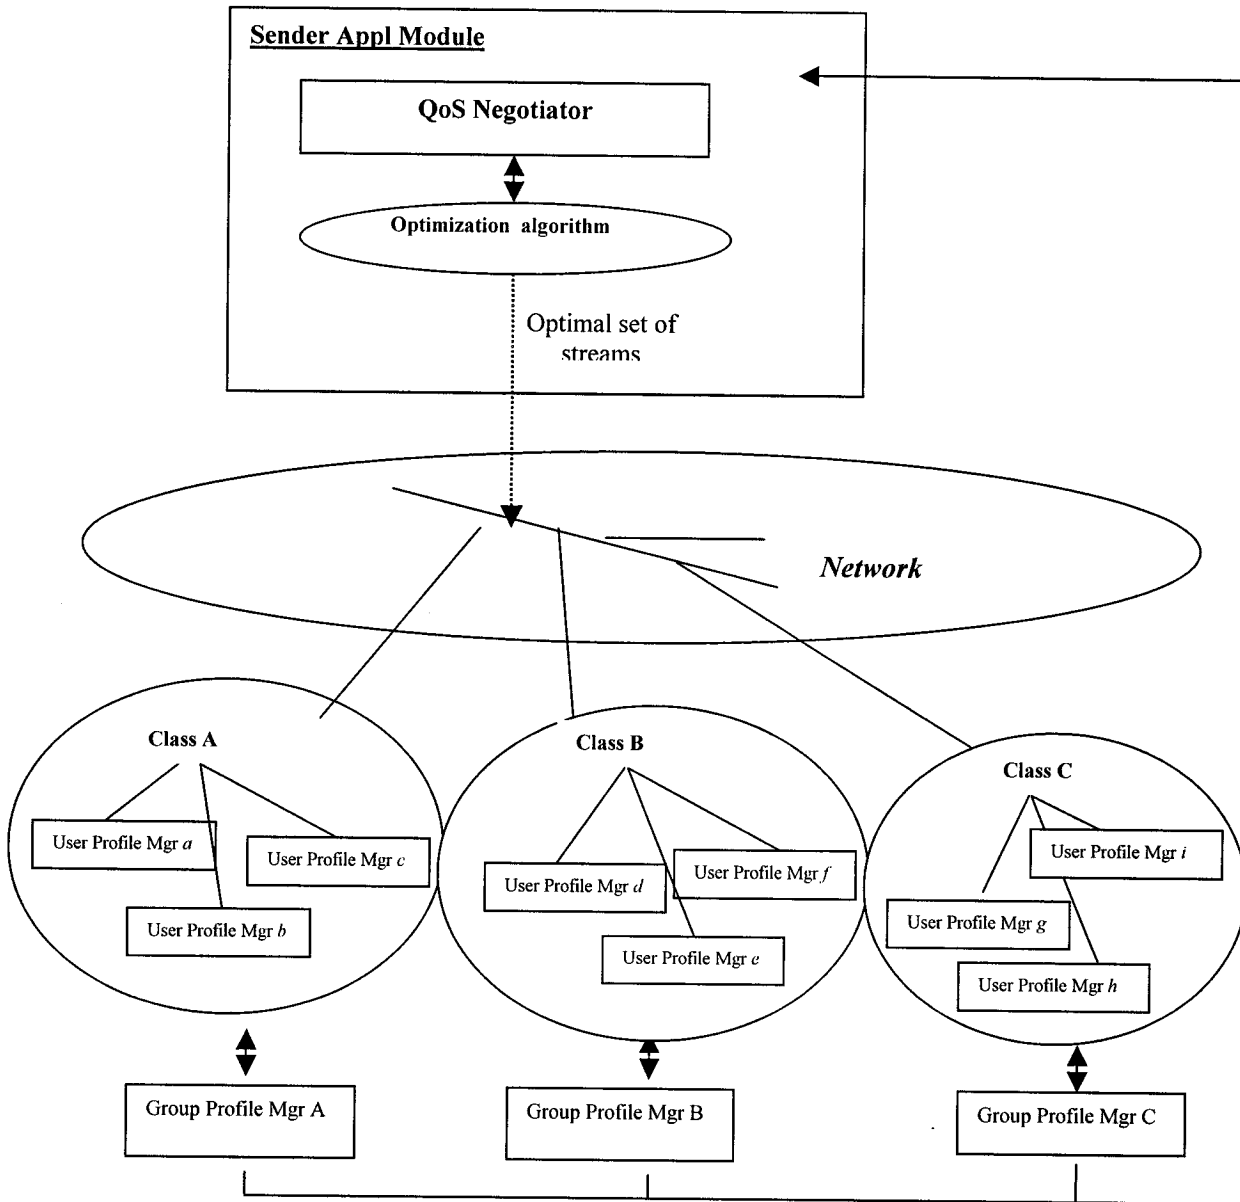 Sender Appl Module
QoS Negotiator
Optimization algorithm
Optimal set of
streams
Network
Class A
User Profile Mgr a
User Profile Mgr c
User Profile Mgr b
Class B
User Profile Mgr d
User Profile Mgr f
User Profile Mgr e
Class C
User Profile Mgr i
User Profile Mgr g
User Profile Mgr h
Group Profile Mgr A
Group Profile Mgr B
Group Profile Mgr C